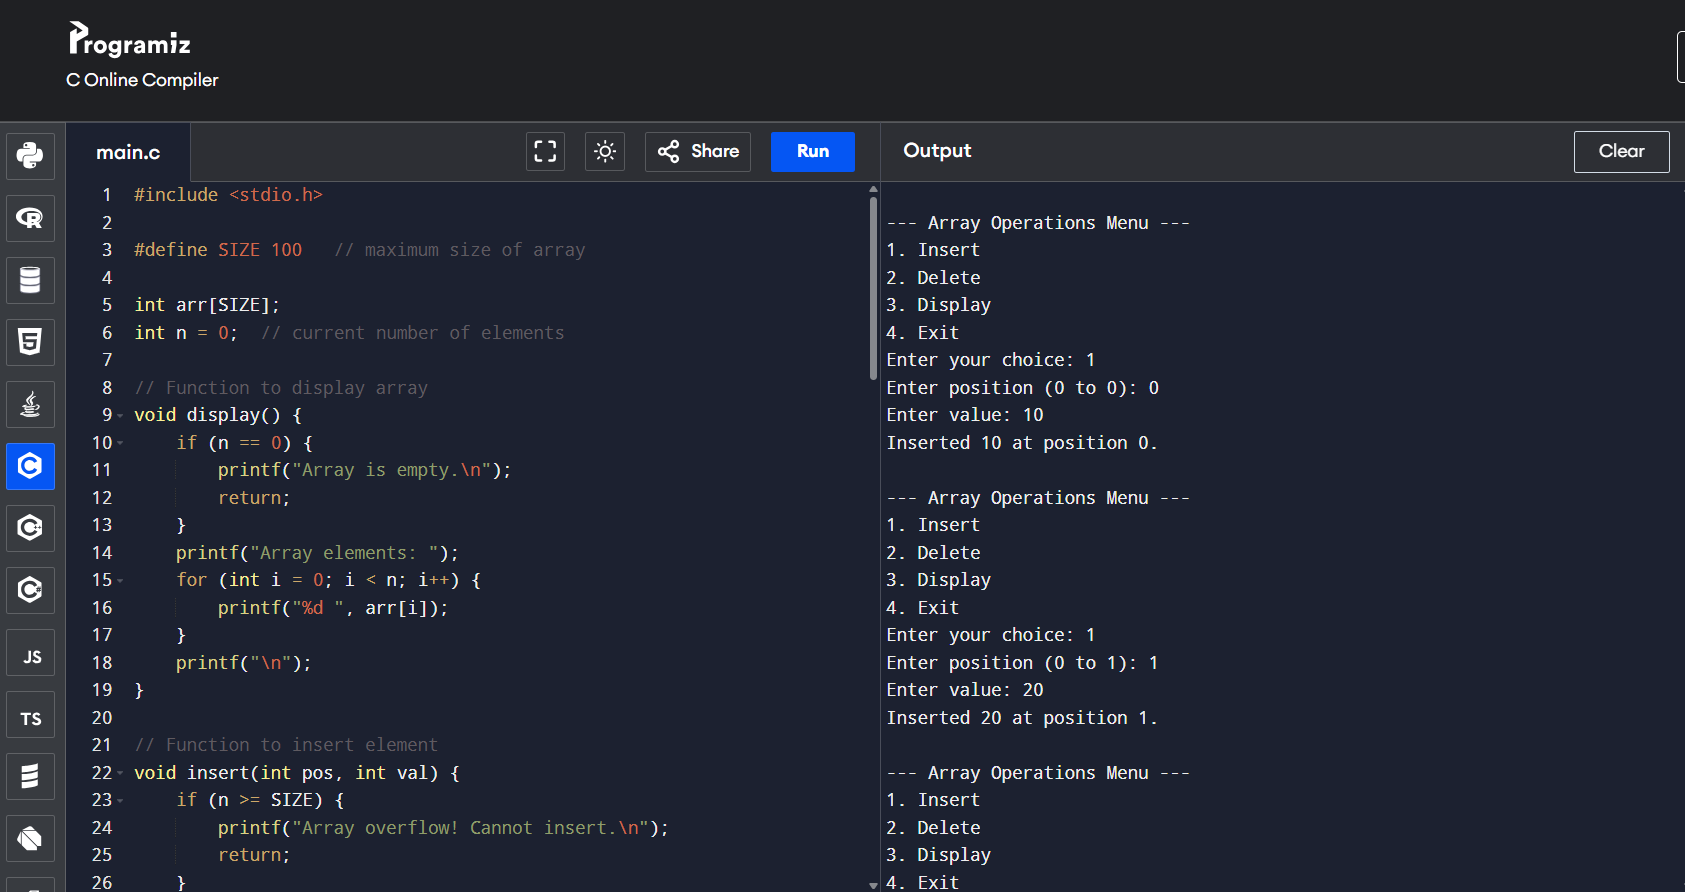 Programiz
C Online Compiler
main.c
Share
Run
Output
Clear
JS
TS
1 #include <stdio.h>
2
3 #define SIZE 100   // maximum size of array
4
5 int arr[SIZE];
6 int n = 0;  // current number of elements
7
8 // Function to display array
9 void display() {
10     if (n == 0) {
11         printf("Array is empty.\n");
12         return;
13     }
14     printf("Array elements: ");
15     for (int i = 0; i < n; i++) {
16         printf("%d ", arr[i]);
17     }
18     printf("\n");
19 }
20
21 // Function to insert element
22 void insert(int pos, int val) {
23     if (n >= SIZE) {
24         printf("Array overflow! Cannot insert.\n");
25         return;
26     }
--- Array Operations Menu ---
1. Insert
2. Delete
3. Display
4. Exit
Enter your choice: 1
Enter position (0 to 0): 0
Enter value: 10
Inserted 10 at position 0.
--- Array Operations Menu ---
1. Insert
2. Delete
3. Display
4. Exit
Enter your choice: 1
Enter position (0 to 1): 1
Enter value: 20
Inserted 20 at position 1.
--- Array Operations Menu ---
1. Insert
2. Delete
3. Display
4. Exit